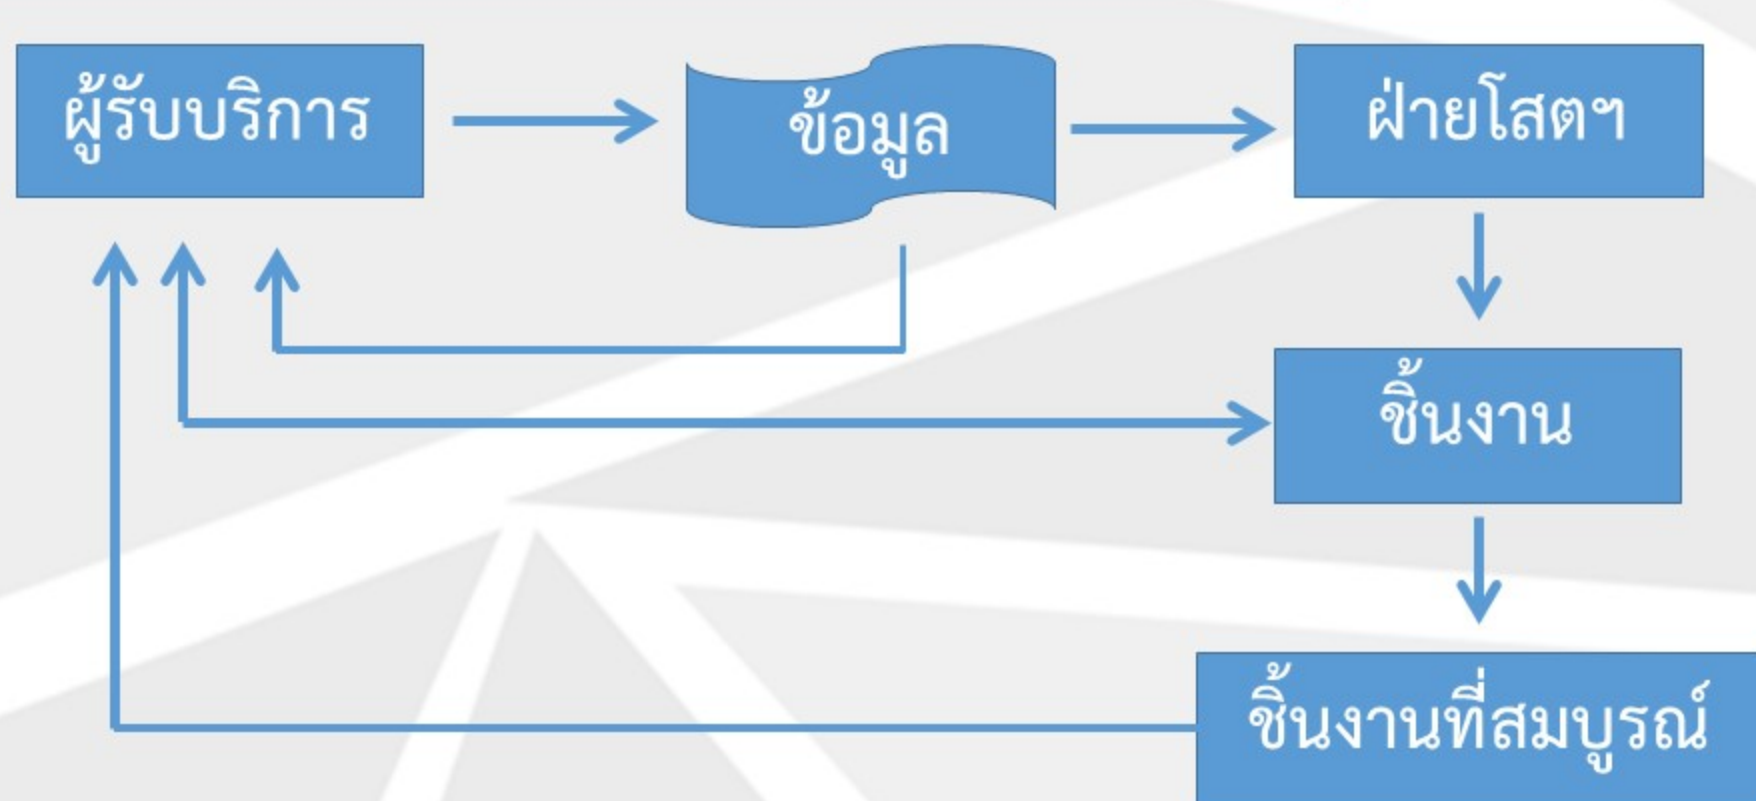 ผู้รับบริการ
ข้อมูล
ฝ่ายโสตฯ
ชิ้นงาน
ชิ้นงานที่สมบูรณ์